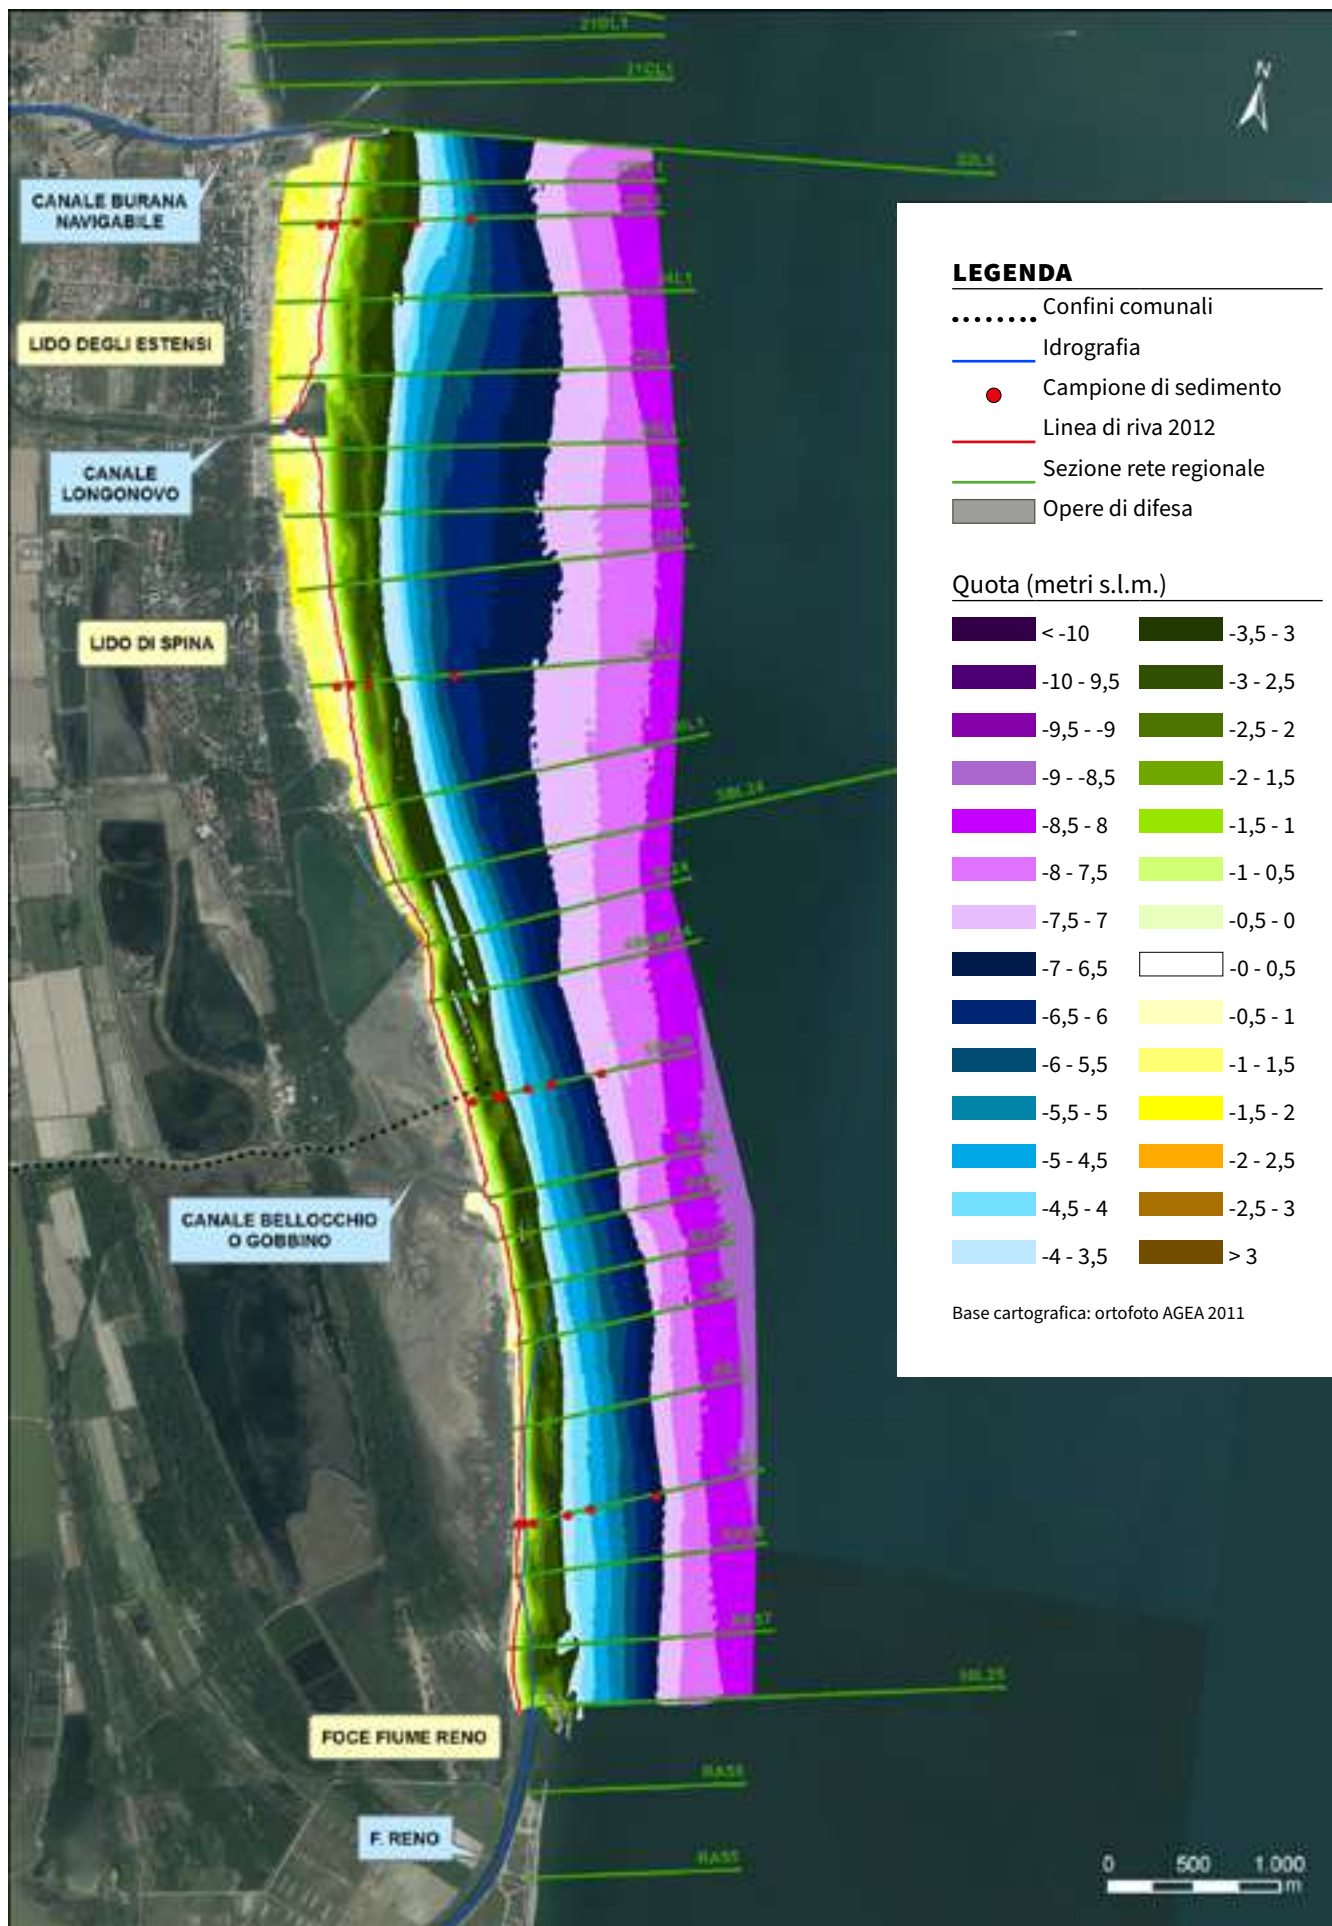 21BL1
21CL1
N
22L1
CANALE BURANA
NAVIGABILE
LIDO DEGLI ESTENSI
CANALE
LONGONOVO
LIDO DI SPINA
SBL24
CANALE BELLOCCHIO
O GOBBINO
FOCE FIUME RENO
F. RENO
RA56
RA55
0 500 1.000
m
LEGENDA
Confini comunali
Idrografia
Campione di sedimento
Linea di riva 2012
Sezione rete regionale
Opere di difesa
Quota (metri s.l.m.)
< -10
-10 - 9,5
-9,5 - -9
-9 - -8,5
-8,5 - 8
-8 - 7,5
-7,5 - 7
-7 - 6,5
-6,5 - 6
-6 - 5,5
-5,5 - 5
-5 - 4,5
-4,5 - 4
-4 - 3,5
-3,5 - 3
-3 - 2,5
-2,5 - 2
-2 - 1,5
-1,5 - 1
-1 - 0,5
-0,5 - 0
-0 - 0,5
-0,5 - 1
-1 - 1,5
-1,5 - 2
-2 - 2,5
-2,5 - 3
> 3
Base cartografica: ortofoto AGEA 2011